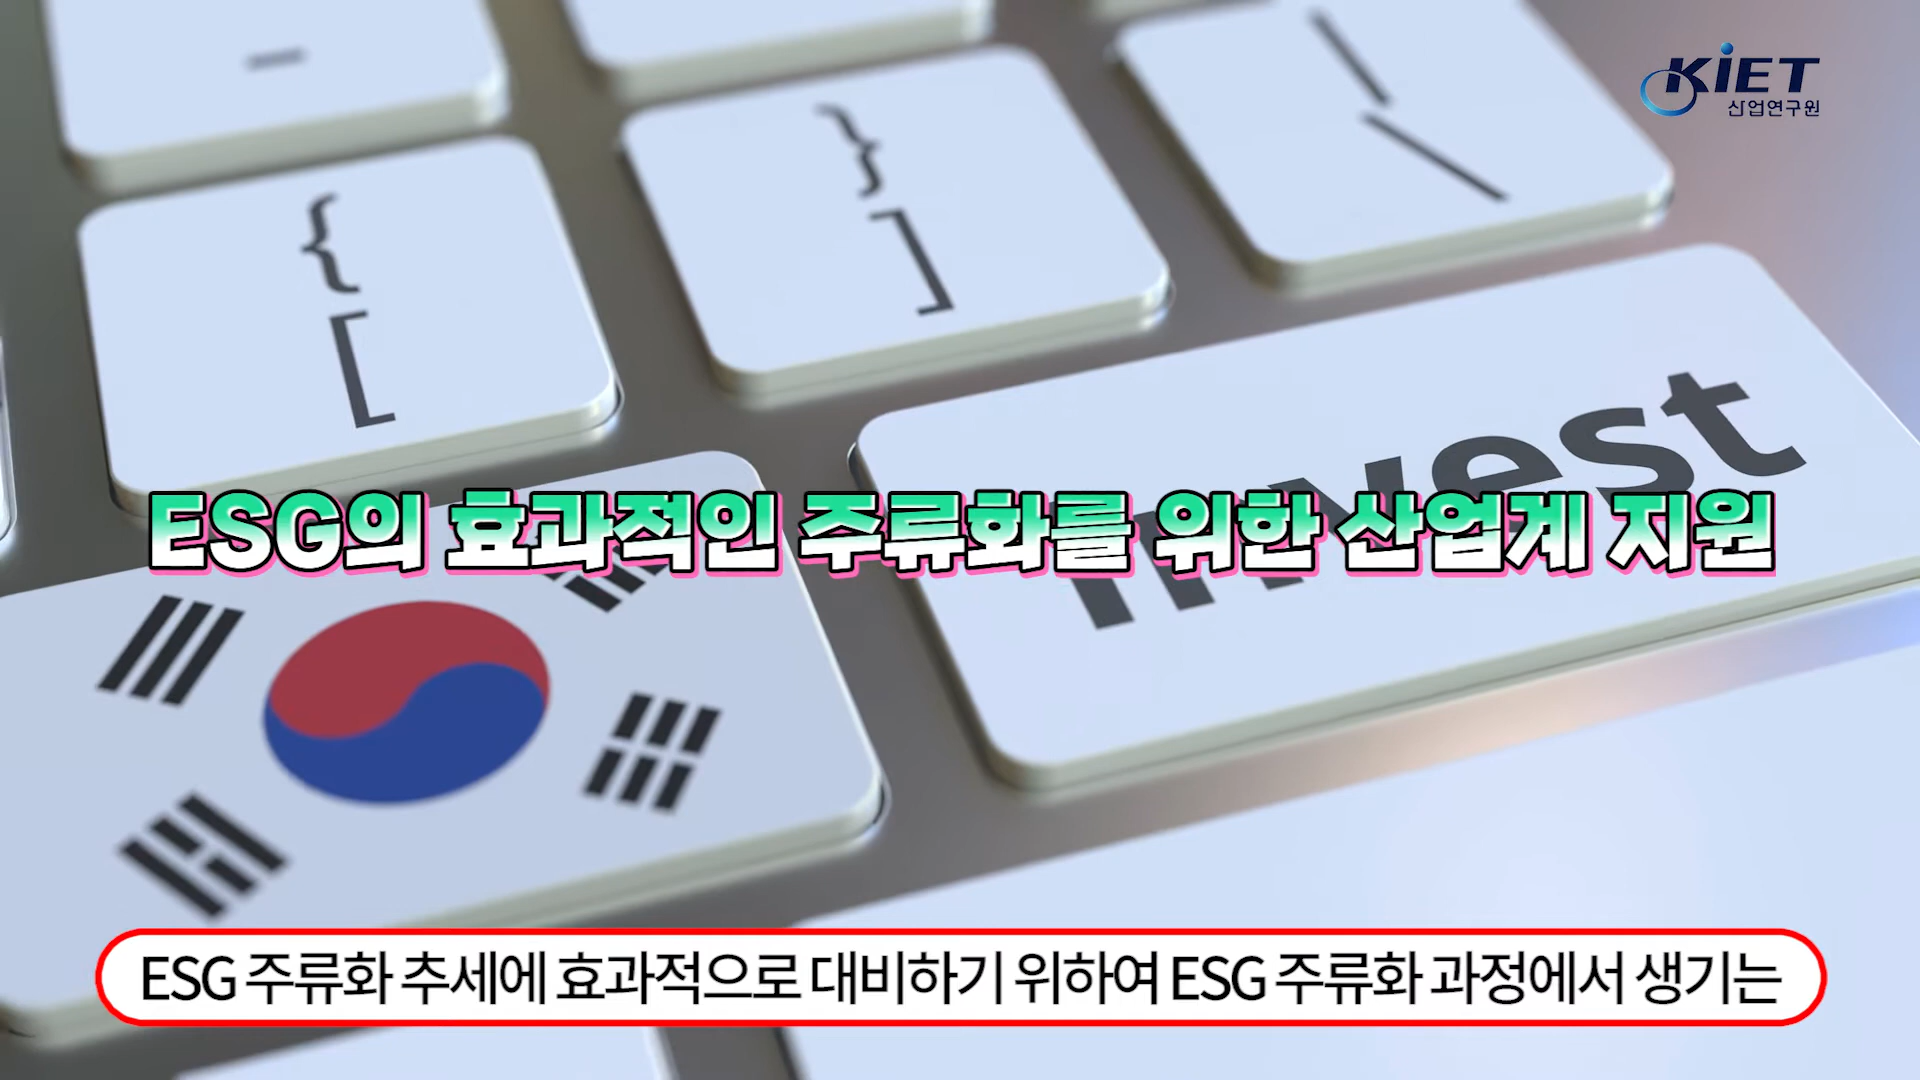 KiET
산업연구원
} ]
{ [
Invest
ESG의 효과적인 주류화를 위한 산업계 지원
ESG 주류화 추세에 효과적으로 대비하기 위하여 ESG 주류화 과정에서 생기는